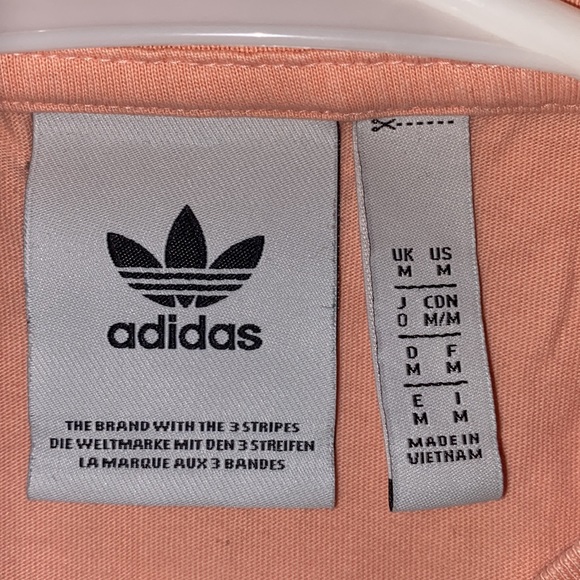 adidas
THE BRAND WITH THE 3 STRIPES
DIE WELTMARKE MIT DEN 3 STREIFEN
LA MARQUE AUX 3 BANDES
UK US
M M
J CDN
O M/M
D F
M M
E I
M M
MADE IN
VIETNAM